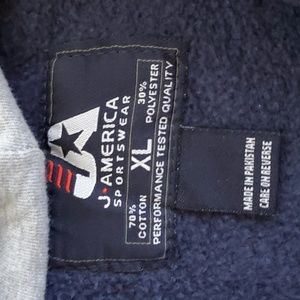 J. AMERICA
SPORTSWEAR
70% COTTON XL 30% POLYESTER
PERFORMANCE TESTED QUALITY
MADE IN PAKISTAN
CARE ON REVERSE